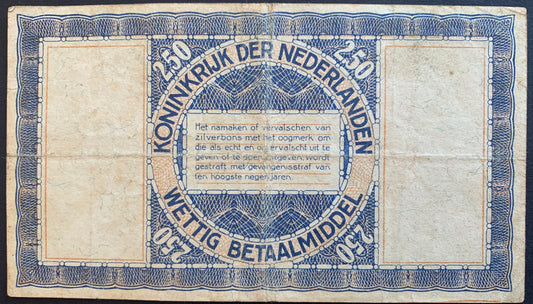 250
250
KONINKRIJK DER NEDERLANDEN
Het namaken of vervalschen van
zilverbons met het oogmerk om
die als echt en onvervalscht uit te
geven of te doen uitgeven, wordt
gestraft met gevangenisstraf van
ten hoogste negen jaren.
WETTIG BETAALMIDDEL
250
250